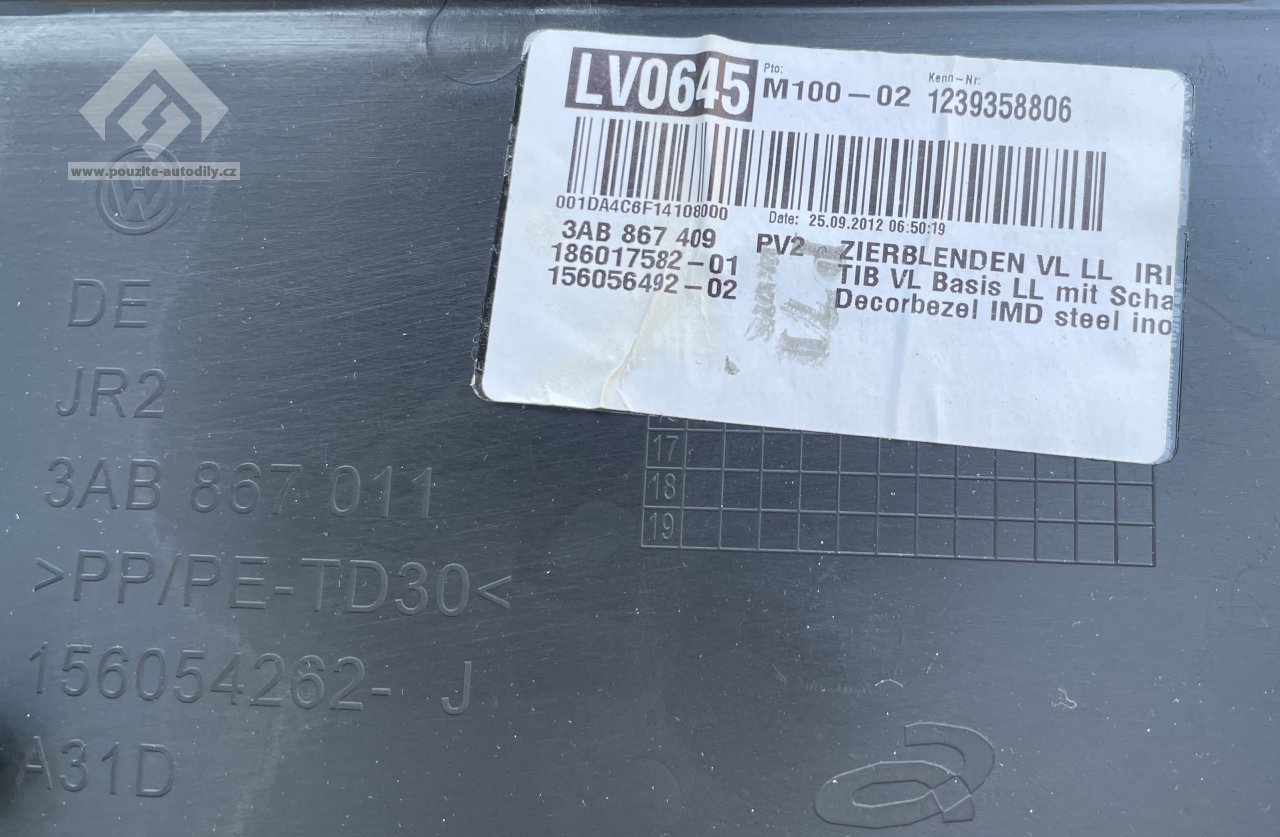 LV0645 Pto: M100-02 Kenn-Nr: 1239358806
001DA4C6F14108000 Date: 25.09.2012 06:50:19
3AB 867 409 PV2 ZIERBLENDEN VL LL IRI
186017582-01 TIB VL Basis LL mit Scha
156056492-02 Decorbezel IMD steel ino
www.pouzite-autodily.cz
DE
JR2
3AB 867 011
>PP/PE-TD30<
156054262- J
A31D
17
18
19